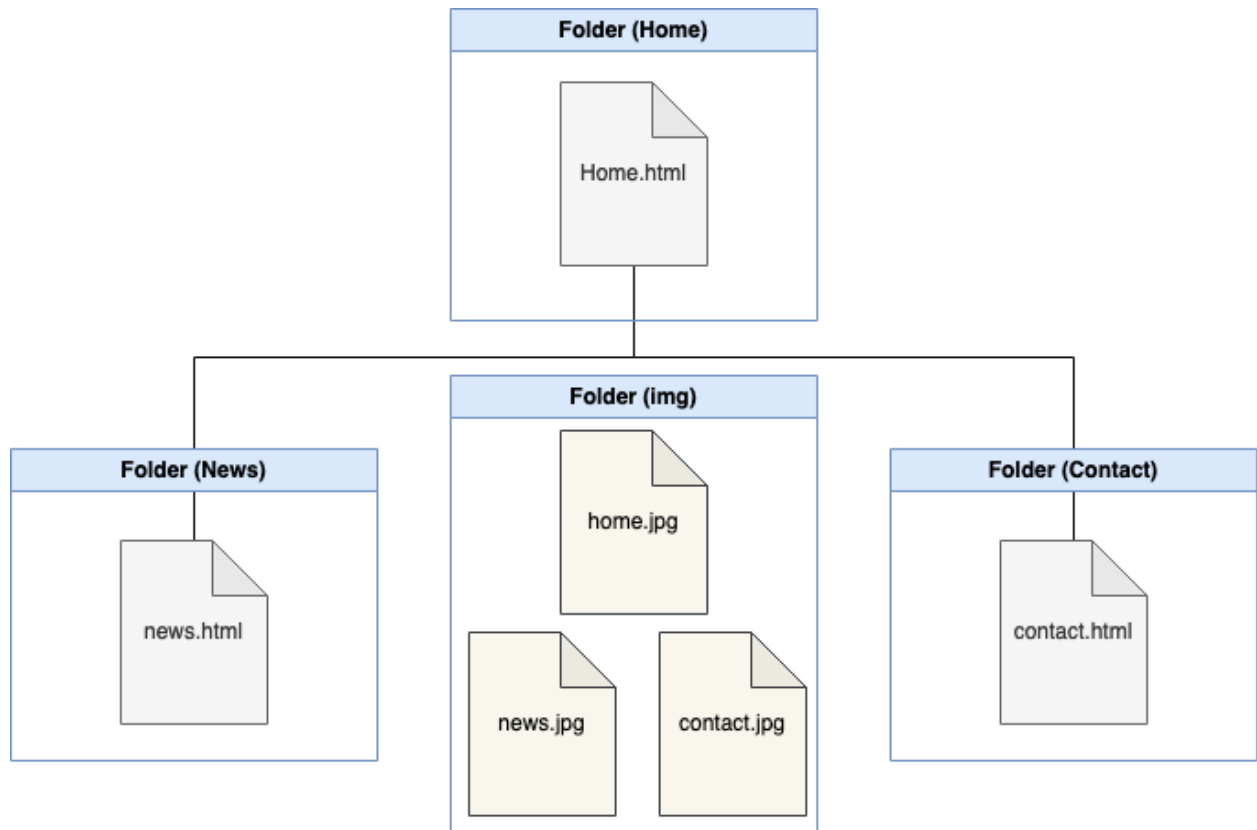 Folder (Home)
Home.html
Folder (img)
Folder (News)
Folder (Contact)
home.jpg
news.html
contact.html
news.jpg
contact.jpg